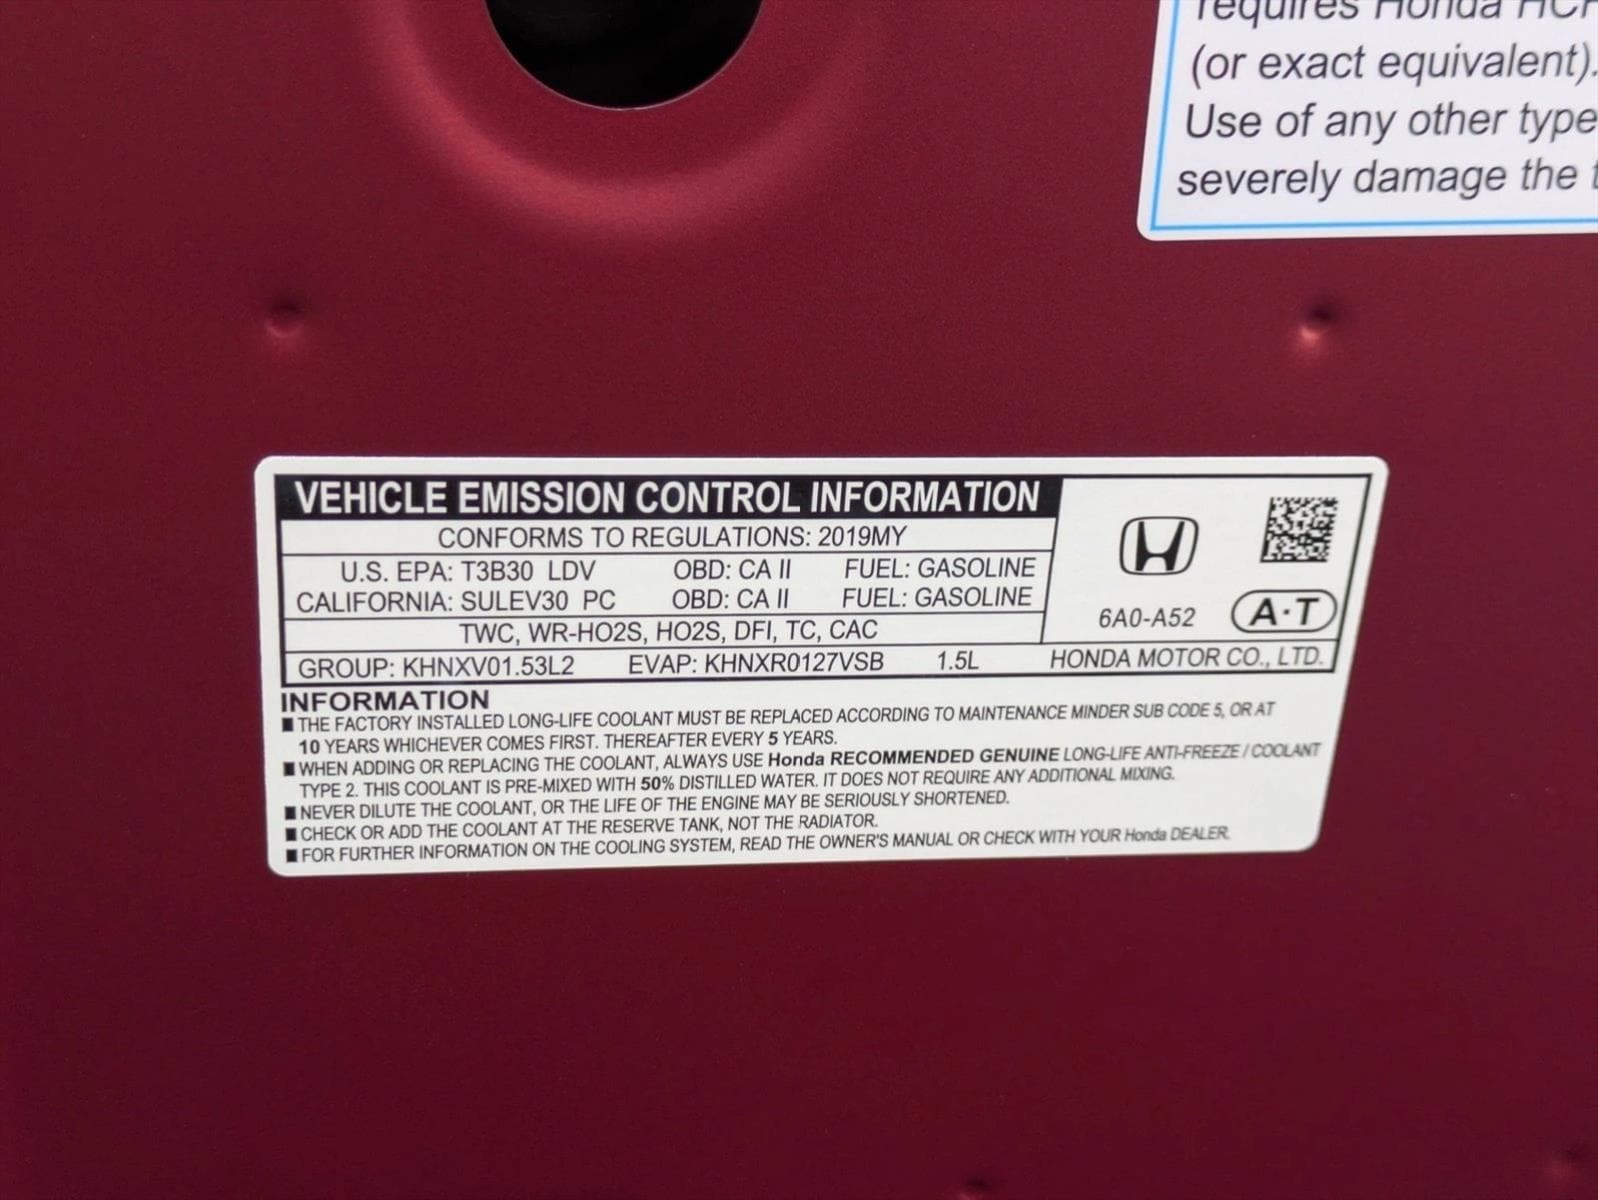 requires Honda HCF
(or exact equivalent).
Use of any other type
severely damage the
VEHICLE EMISSION CONTROL INFORMATION
CONFORMS TO REGULATIONS: 2019MY
U.S. EPA: T3B30 LDV OBD: CA II FUEL: GASOLINE
CALIFORNIA: SULEV30 PC OBD: CA II FUEL: GASOLINE
TWC, WR-HO2S, HO2S, DFI, TC, CAC
6A0-A52 A·T
GROUP: KHNXV01.53L2 EVAP: KHNXR0127VSB 1.5L HONDA MOTOR CO., LTD.
INFORMATION
■ THE FACTORY INSTALLED LONG-LIFE COOLANT MUST BE REPLACED ACCORDING TO MAINTENANCE MINDER SUB CODE 5, OR AT
10 YEARS WHICHEVER COMES FIRST. THEREAFTER EVERY 5 YEARS.
■ WHEN ADDING OR REPLACING THE COOLANT, ALWAYS USE Honda RECOMMENDED GENUINE LONG-LIFE ANTI-FREEZE / COOLANT
TYPE 2. THIS COOLANT IS PRE-MIXED WITH 50% DISTILLED WATER. IT DOES NOT REQUIRE ANY ADDITIONAL MIXING.
■ NEVER DILUTE THE COOLANT, OR THE LIFE OF THE ENGINE MAY BE SERIOUSLY SHORTENED.
■ CHECK OR ADD THE COOLANT AT THE RESERVE TANK, NOT THE RADIATOR.
■ FOR FURTHER INFORMATION ON THE COOLING SYSTEM, READ THE OWNER'S MANUAL OR CHECK WITH YOUR Honda DEALER.